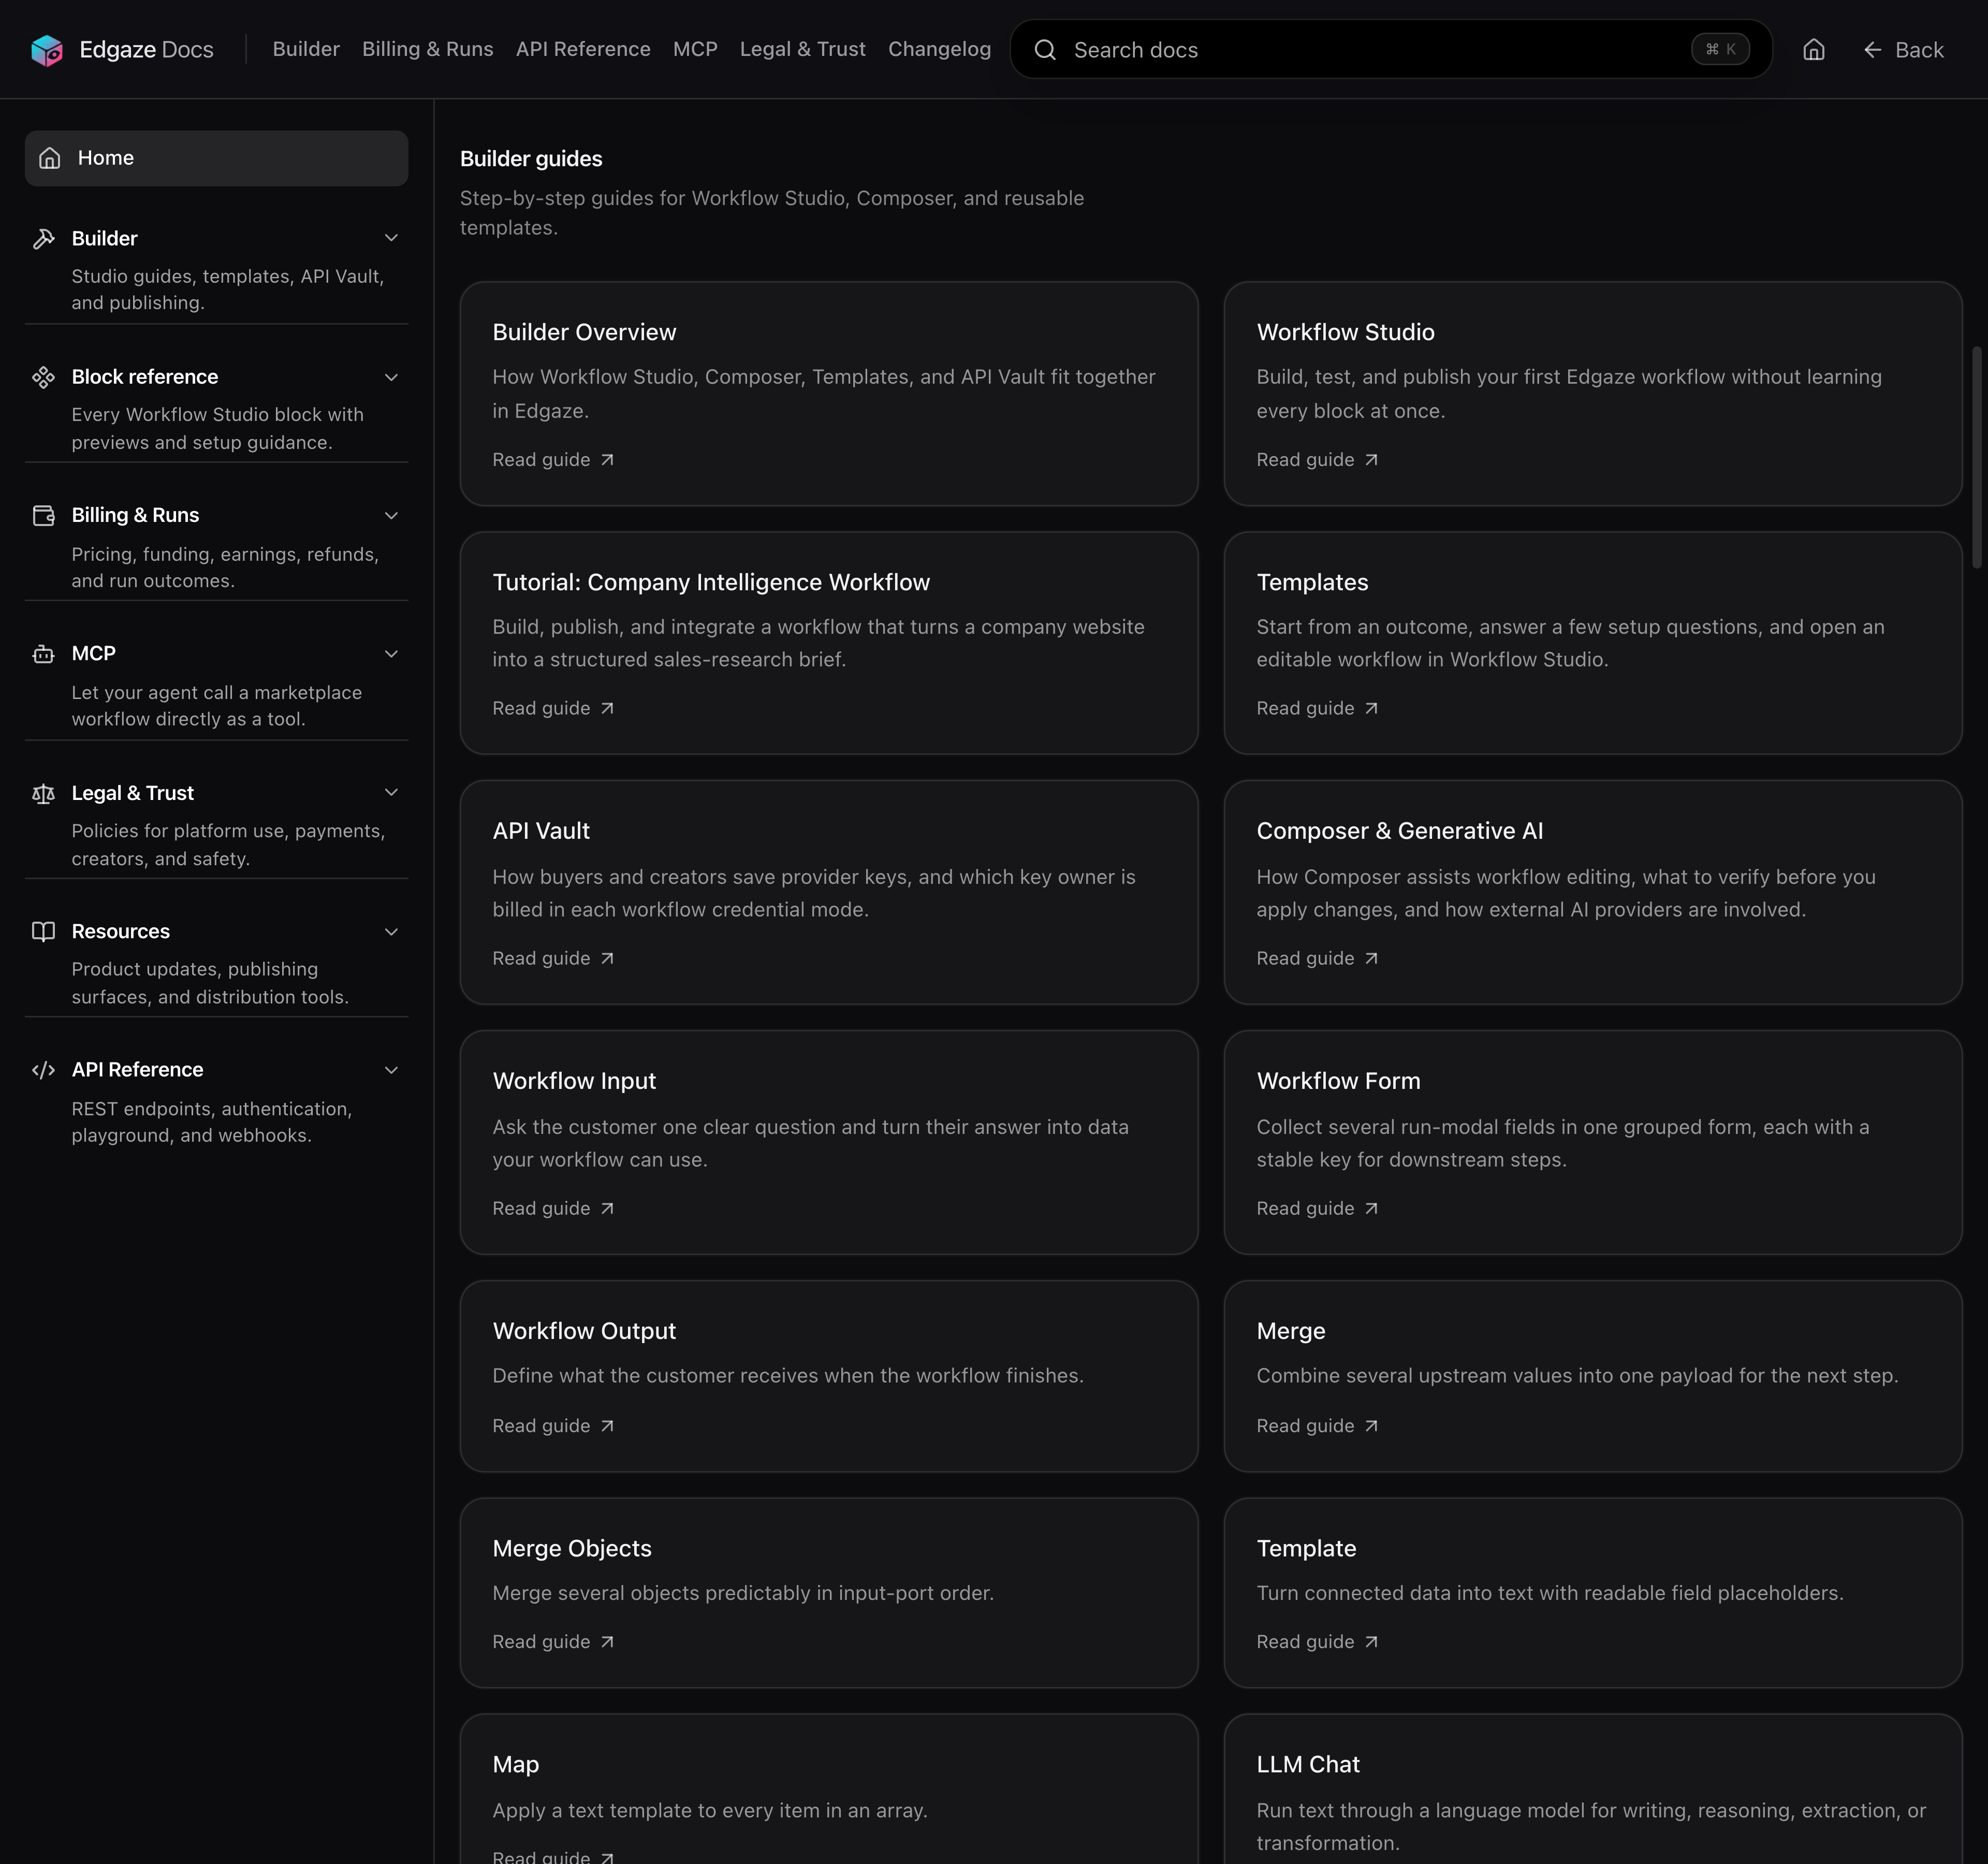 Edgaze Docs
Builder
Billing & Runs
API Reference
MCP
Legal & Trust
Changelog
Search docs
⌘ K
Back
Home
Builder
Studio guides, templates, API Vault,
and publishing.
Block reference
Every Workflow Studio block with
previews and setup guidance.
Billing & Runs
Pricing, funding, earnings, refunds,
and run outcomes.
MCP
Let your agent call a marketplace
workflow directly as a tool.
Legal & Trust
Policies for platform use, payments,
creators, and safety.
Resources
Product updates, publishing
surfaces, and distribution tools.
API Reference
REST endpoints, authentication,
playground, and webhooks.
Builder guides
Step-by-step guides for Workflow Studio, Composer, and reusable
templates.
Builder Overview
How Workflow Studio, Composer, Templates, and API Vault fit together
in Edgaze.
Read guide
Workflow Studio
Build, test, and publish your first Edgaze workflow without learning
every block at once.
Read guide
Tutorial: Company Intelligence Workflow
Build, publish, and integrate a workflow that turns a company website
into a structured sales-research brief.
Read guide
Templates
Start from an outcome, answer a few setup questions, and open an
editable workflow in Workflow Studio.
Read guide
API Vault
How buyers and creators save provider keys, and which key owner is
billed in each workflow credential mode.
Read guide
Composer & Generative AI
How Composer assists workflow editing, what to verify before you
apply changes, and how external AI providers are involved.
Read guide
Workflow Input
Ask the customer one clear question and turn their answer into data
your workflow can use.
Read guide
Workflow Form
Collect several run-modal fields in one grouped form, each with a
stable key for downstream steps.
Read guide
Workflow Output
Define what the customer receives when the workflow finishes.
Read guide
Merge
Combine several upstream values into one payload for the next step.
Read guide
Merge Objects
Merge several objects predictably in input-port order.
Read guide
Template
Turn connected data into text with readable field placeholders.
Read guide
Map
Apply a text template to every item in an array.
Read guide
LLM Chat
Run text through a language model for writing, reasoning, extraction, or
transformation.